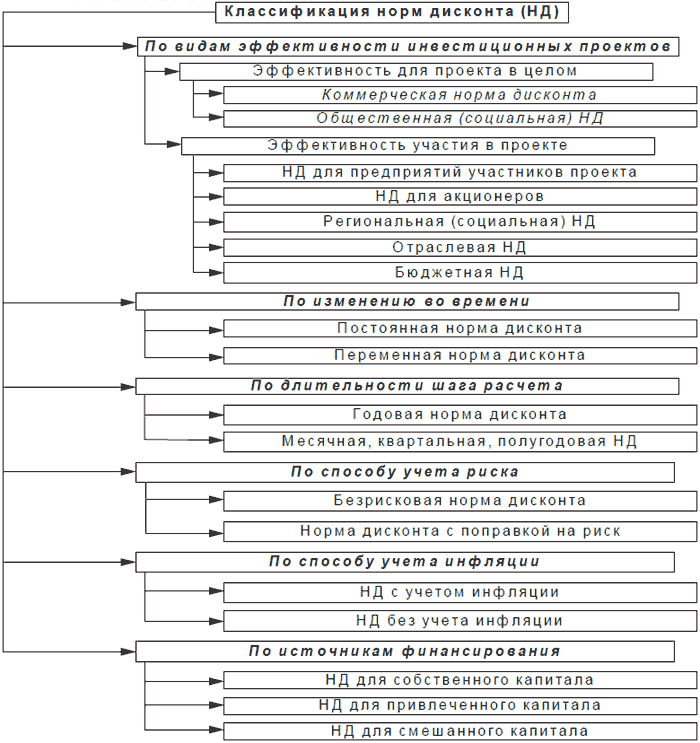 Классификация норм дисконта (НД)
По видам эффективности инвестиционных проектов
Эффективность для проекта в целом
Коммерческая норма дисконта
Общественная (социальная) НД
Эффективность участия в проекте
НД для предприятий участников проекта
НД для акционеров
Региональная (социальная) НД
Отраслевая НД
Бюджетная НД
По изменению во времени
Постоянная норма дисконта
Переменная норма дисконта
По длительности шага расчета
Годовая норма дисконта
Месячная, квартальная, полугодовая НД
По способу учета риска
Безрисковая норма дисконта
Норма дисконта с поправкой на риск
По способу учета инфляции
НД с учетом инфляции
НД без учета инфляции
По источникам финансирования
НД для собственного капитала
НД для привлеченного капитала
НД для смешанного капитала